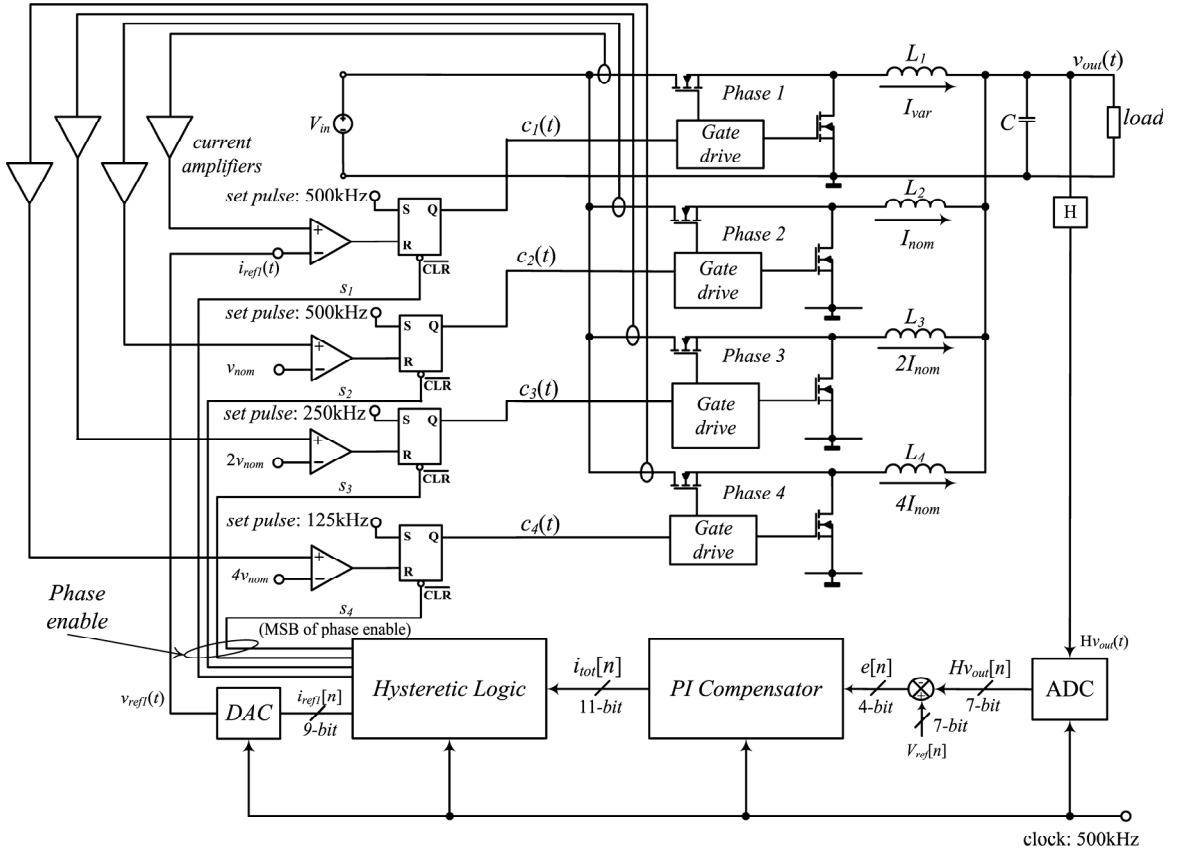 L1
vout(t)
Vin
Phase 1
Ivar
C
load
current
amplifiers
c1(t)
Gate
drive
set pulse: 500kHz
S
Q
R
CLR
+
−
iref1(t)
s1
L2
Phase 2
Inom
H
c2(t)
Gate
drive
set pulse: 500kHz
S
Q
R
CLR
+
−
vnom
s2
L3
Phase 3
2Inom
c3(t)
Gate
drive
set pulse: 250kHz
S
Q
R
CLR
+
−
2vnom
s3
L4
Phase 4
4Inom
c4(t)
Gate
drive
set pulse: 125kHz
S
Q
R
CLR
+
−
4vnom
s4
Phase
enable
(MSB of phase enable)
Hvout(t)
vref1(t)
DAC
iref1[n]
9-bit
Hysteretic Logic
itot[n]
11-bit
PI Compensator
e[n]
4-bit
Hvout[n]
7-bit
ADC
7-bit
Vref[n]
clock: 500kHz